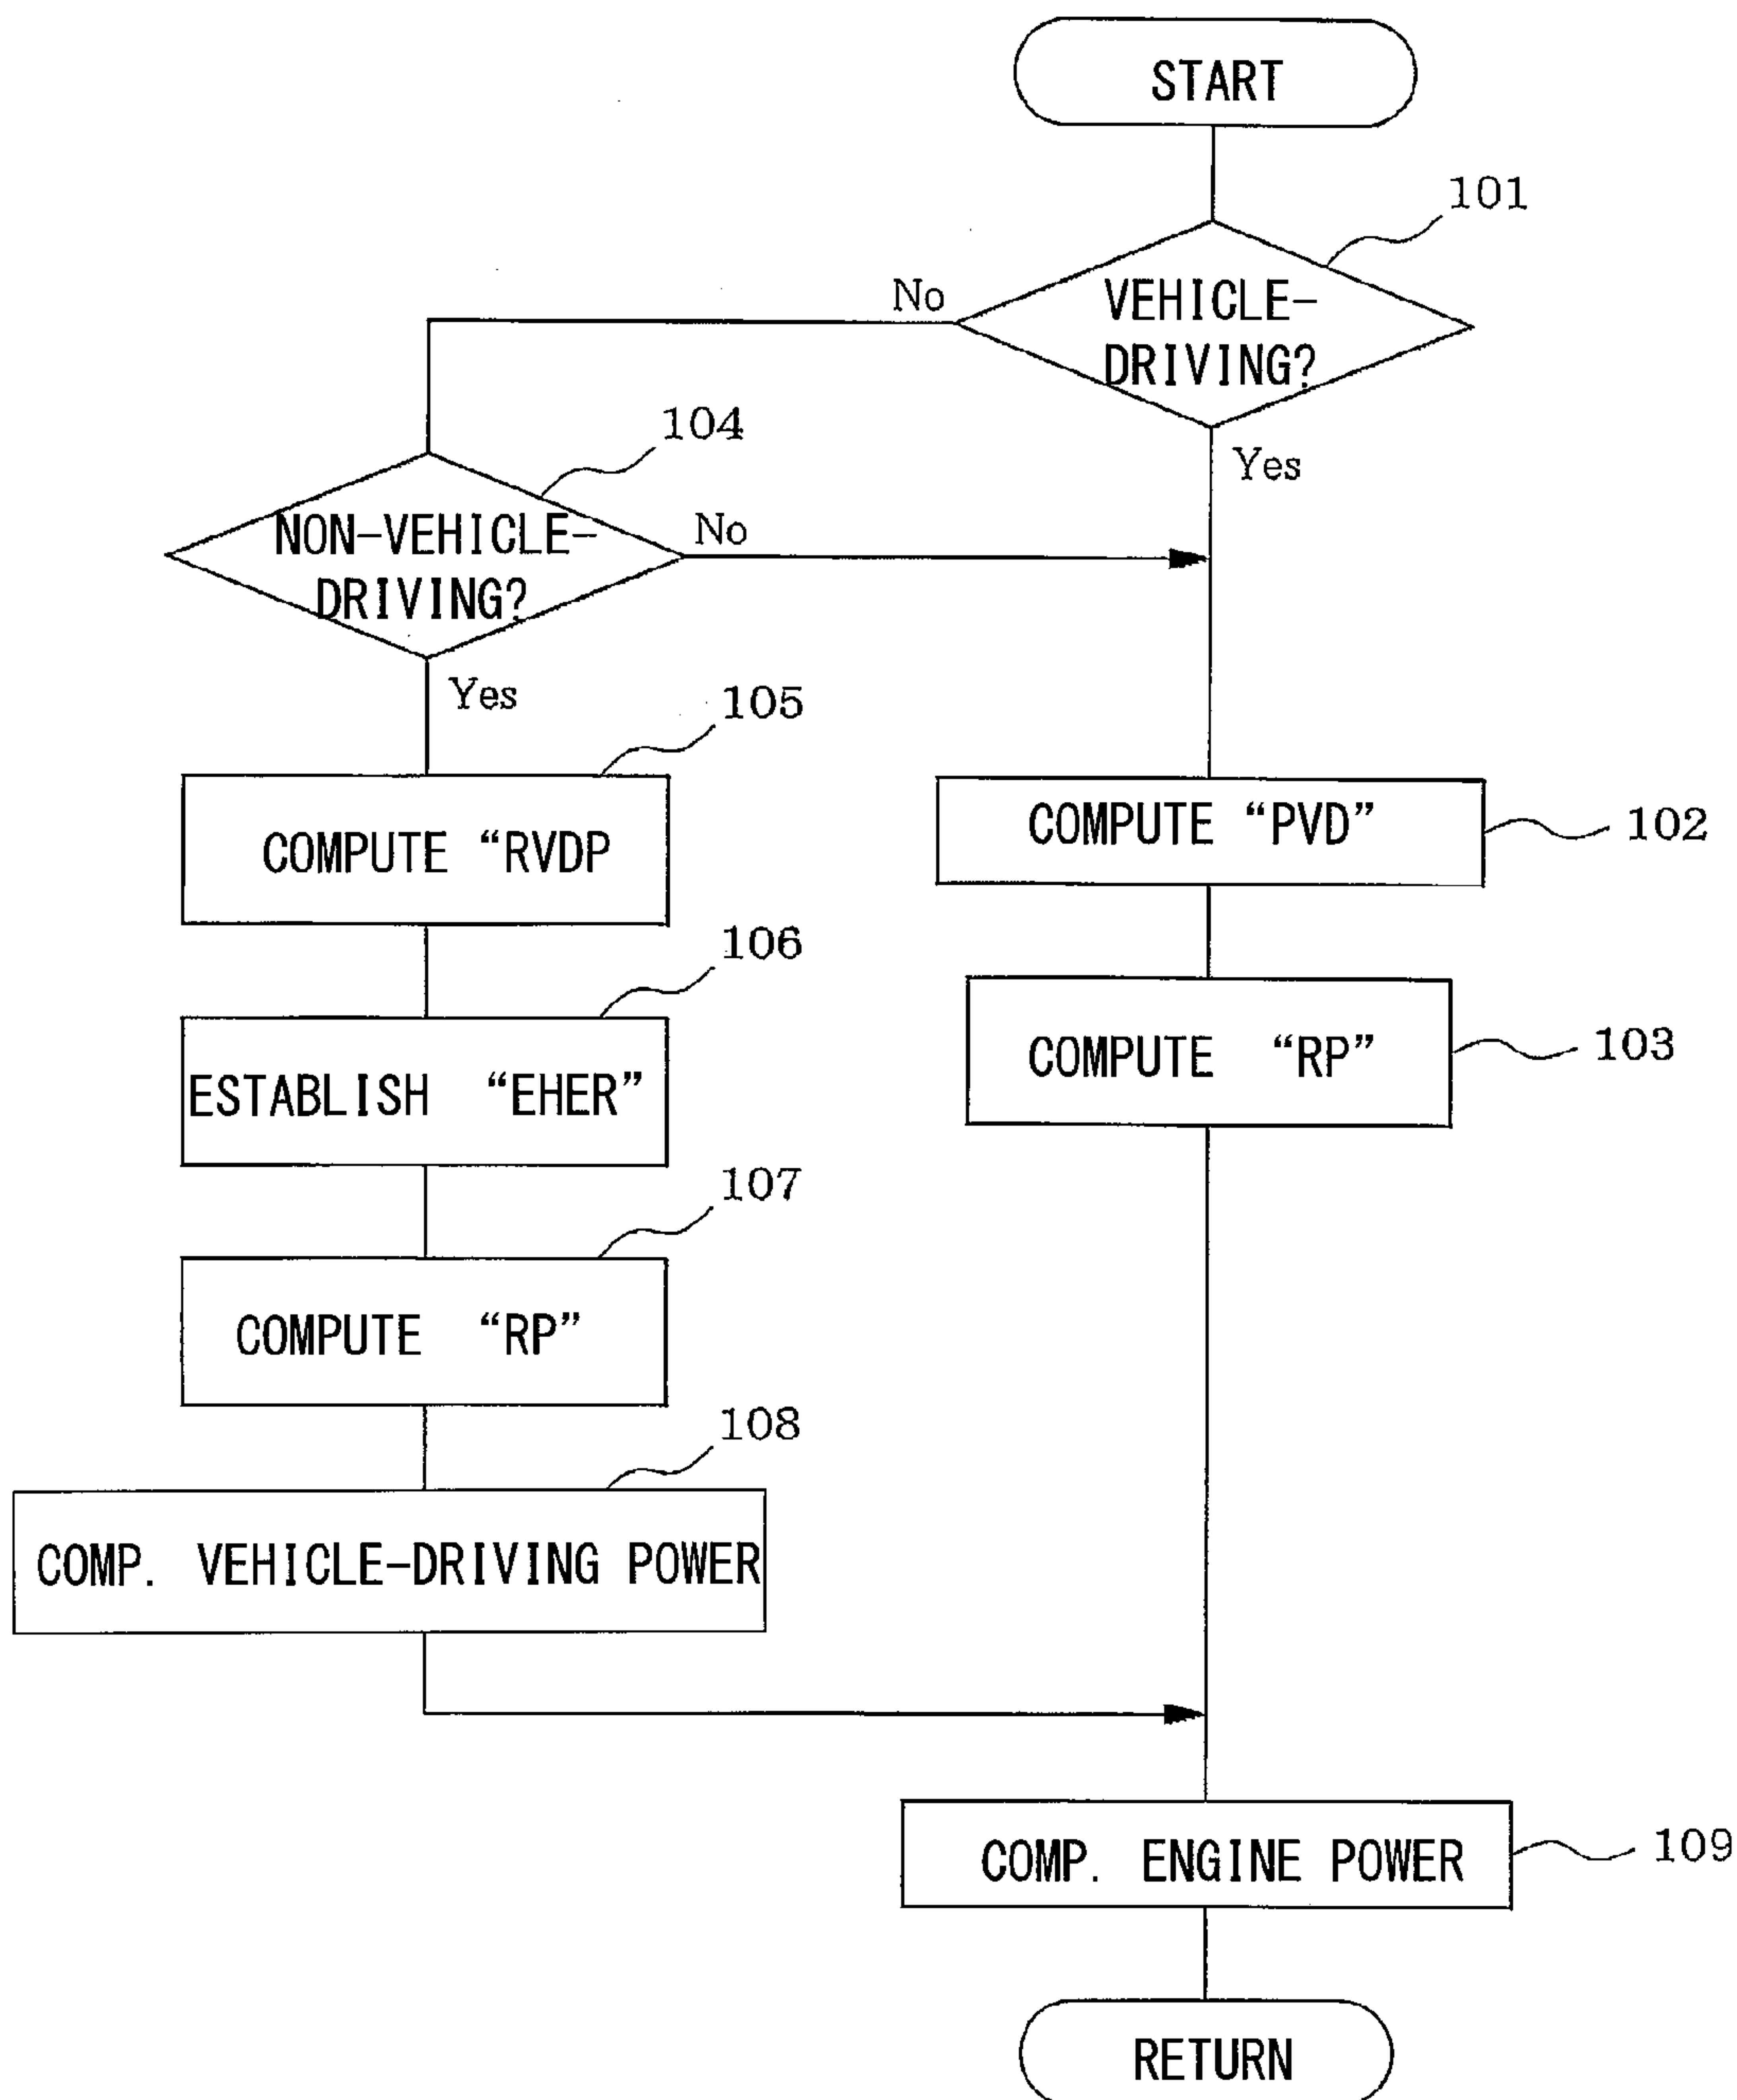 START
101
VEHICLE-
DRIVING?
No
Yes
104
NON-VEHICLE-
DRIVING?
No
Yes
105
COMPUTE “RVDP
COMPUTE “PVD”
102
106
ESTABLISH “EHER”
COMPUTE “RP”
103
107
COMPUTE “RP”
108
COMP. VEHICLE-DRIVING POWER
COMP. ENGINE POWER
109
RETURN